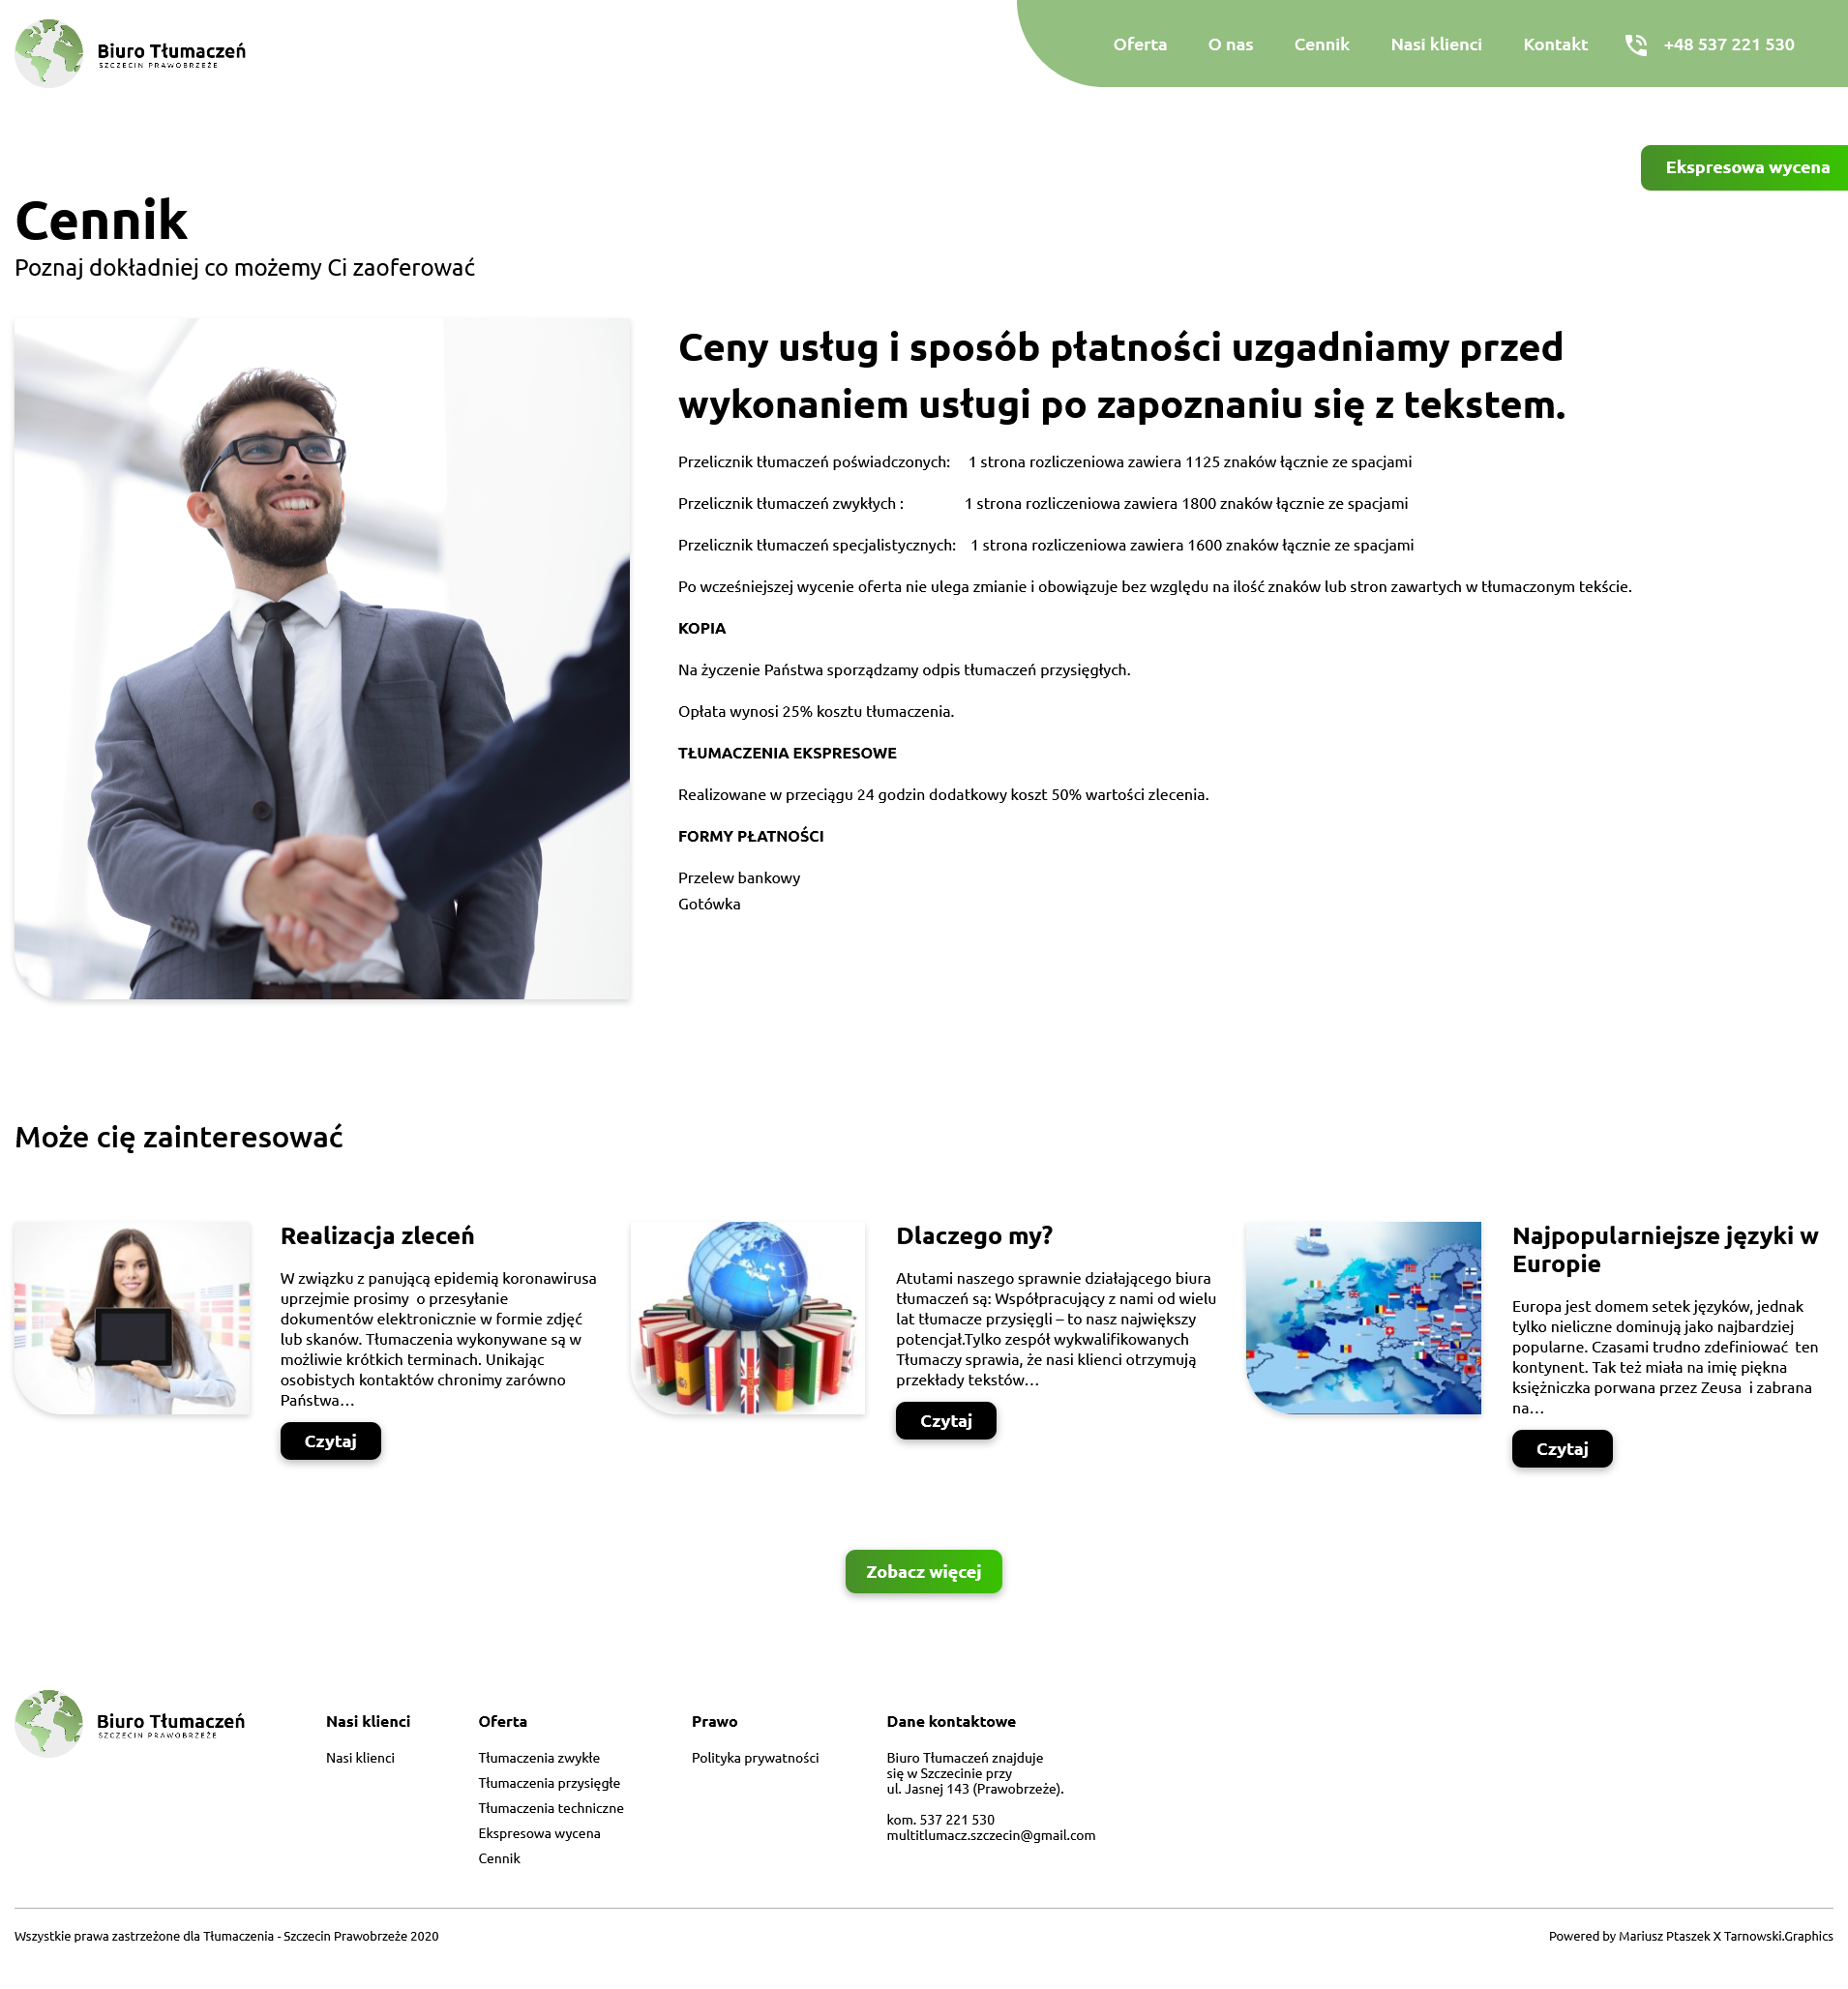 Biuro Tłumaczeń
SZCZECIN PRAWOBRZEŻE
Oferta
O nas
Cennik
Nasi klienci
Kontakt
+48 537 221 530
Ekspresowa wycena
Cennik
Poznaj dokładniej co możemy Ci zaoferować
Ceny usług i sposób płatności uzgadniamy przed
wykonaniem usługi po zapoznaniu się z tekstem.
Przelicznik tłumaczeń poświadczonych: 1 strona rozliczeniowa zawiera 1125 znaków łącznie ze spacjami
Przelicznik tłumaczeń zwykłych : 1 strona rozliczeniowa zawiera 1800 znaków łącznie ze spacjami
Przelicznik tłumaczeń specjalistycznych: 1 strona rozliczeniowa zawiera 1600 znaków łącznie ze spacjami
Po wcześniejszej wycenie oferta nie ulega zmianie i obowiązuje bez względu na ilość znaków lub stron zawartych w tłumaczonym tekście.
KOPIA
Na życzenie Państwa sporządzamy odpis tłumaczeń przysięgłych.
Opłata wynosi 25% kosztu tłumaczenia.
TŁUMACZENIA EKSPRESOWE
Realizowane w przeciągu 24 godzin dodatkowy koszt 50% wartości zlecenia.
FORMY PŁATNOŚCI
Przelew bankowy
Gotówka
Może cię zainteresować
Realizacja zleceń
W związku z panującą epidemią koronawirusa
uprzejmie prosimy o przesyłanie
dokumentów elektronicznie w formie zdjęć
lub skanów. Tłumaczenia wykonywane są w
możliwie krótkich terminach. Unikając
osobistych kontaktów chronimy zarówno
Państwa…
Czytaj
Dlaczego my?
Atutami naszego sprawnie działającego biura
tłumaczeń są: Współpracujący z nami od wielu
lat tłumacze przysięgli – to nasz największy
potencjał.Tylko zespół wykwalifikowanych
Tłumaczy sprawia, że nasi klienci otrzymują
przekłady tekstów…
Czytaj
Najpopularniejsze języki w
Europie
Europa jest domem setek języków, jednak
tylko nieliczne dominują jako najbardziej
popularne. Czasami trudno zdefiniować ten
kontynent. Tak też miała na imię piękna
księżniczka porwana przez Zeusa i zabrana
na…
Czytaj
Zobacz więcej
Biuro Tłumaczeń
SZCZECIN PRAWOBRZEŻE
Nasi klienci
Nasi klienci
Oferta
Tłumaczenia zwykłe
Tłumaczenia przysięgłe
Tłumaczenia techniczne
Ekspresowa wycena
Cennik
Prawo
Polityka prywatności
Dane kontaktowe
Biuro Tłumaczeń znajduje
się w Szczecinie przy
ul. Jasnej 143 (Prawobrzeże).
kom. 537 221 530
multitlumacz.szczecin@gmail.com
Wszystkie prawa zastrzeżone dla Tłumaczenia - Szczecin Prawobrzeże 2020
Powered by Mariusz Ptaszek X Tarnowski.Graphics